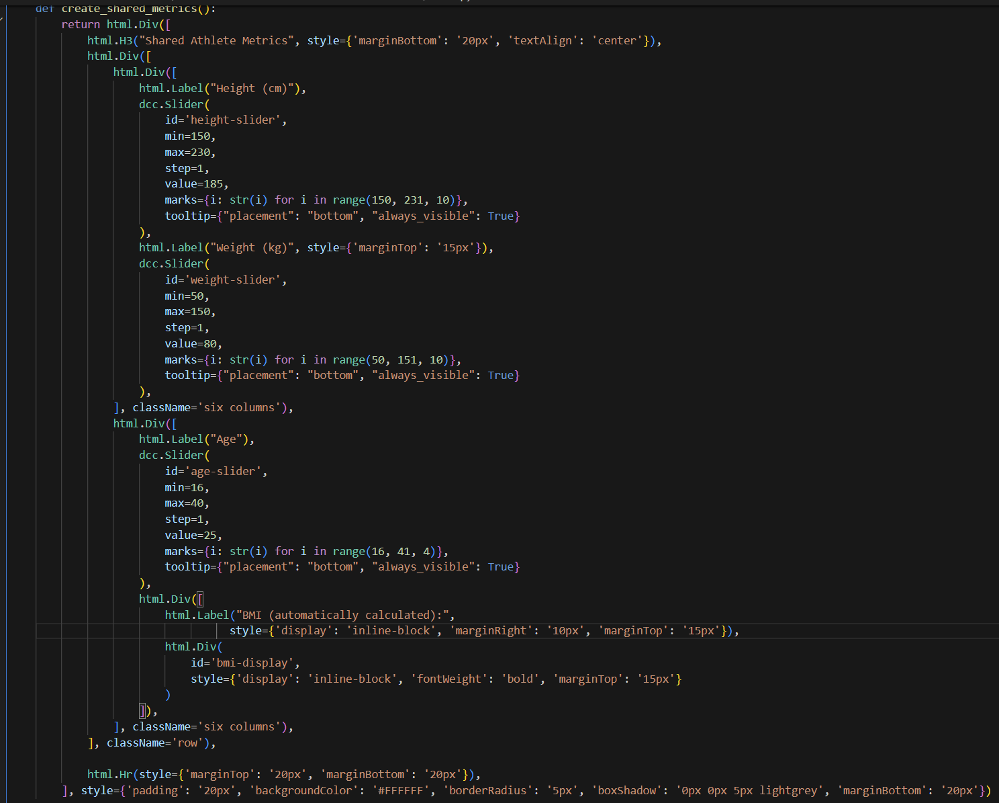 def create_shared_metrics():
    return html.Div([
        html.H3("Shared Athlete Metrics", style={'marginBottom': '20px', 'textAlign': 'center'}),
        html.Div([
            html.Div([
                html.Label("Height (cm)"),
                dcc.Slider(
                    id='height-slider',
                    min=150,
                    max=230,
                    step=1,
                    value=185,
                    marks={i: str(i) for i in range(150, 231, 10)},
                    tooltip={"placement": "bottom", "always_visible": True}
                ),
                html.Label("Weight (kg)", style={'marginTop': '15px'}),
                dcc.Slider(
                    id='weight-slider',
                    min=50,
                    max=150,
                    step=1,
                    value=80,
                    marks={i: str(i) for i in range(50, 151, 10)},
                    tooltip={"placement": "bottom", "always_visible": True}
                ),
            ], className='six columns'),
            html.Div([
                html.Label("Age"),
                dcc.Slider(
                    id='age-slider',
                    min=16,
                    max=40,
                    step=1,
                    value=25,
                    marks={i: str(i) for i in range(16, 41, 4)},
                    tooltip={"placement": "bottom", "always_visible": True}
                ),
                html.Div([
                    html.Label("BMI (automatically calculated):",
                              style={'display': 'inline-block', 'marginRight': '10px', 'marginTop': '15px'}),
                    html.Div(
                        id='bmi-display',
                        style={'display': 'inline-block', 'fontWeight': 'bold', 'marginTop': '15px'}
                    )
                ]),
            ], className='six columns'),
        ], className='row'),

        html.Hr(style={'marginTop': '20px', 'marginBottom': '20px'}),
    ], style={'padding': '20px', 'backgroundColor': '#FFFFFF', 'borderRadius': '5px', 'boxShadow': '0px 0px 5px lightgrey', 'marginBottom': '20px'})